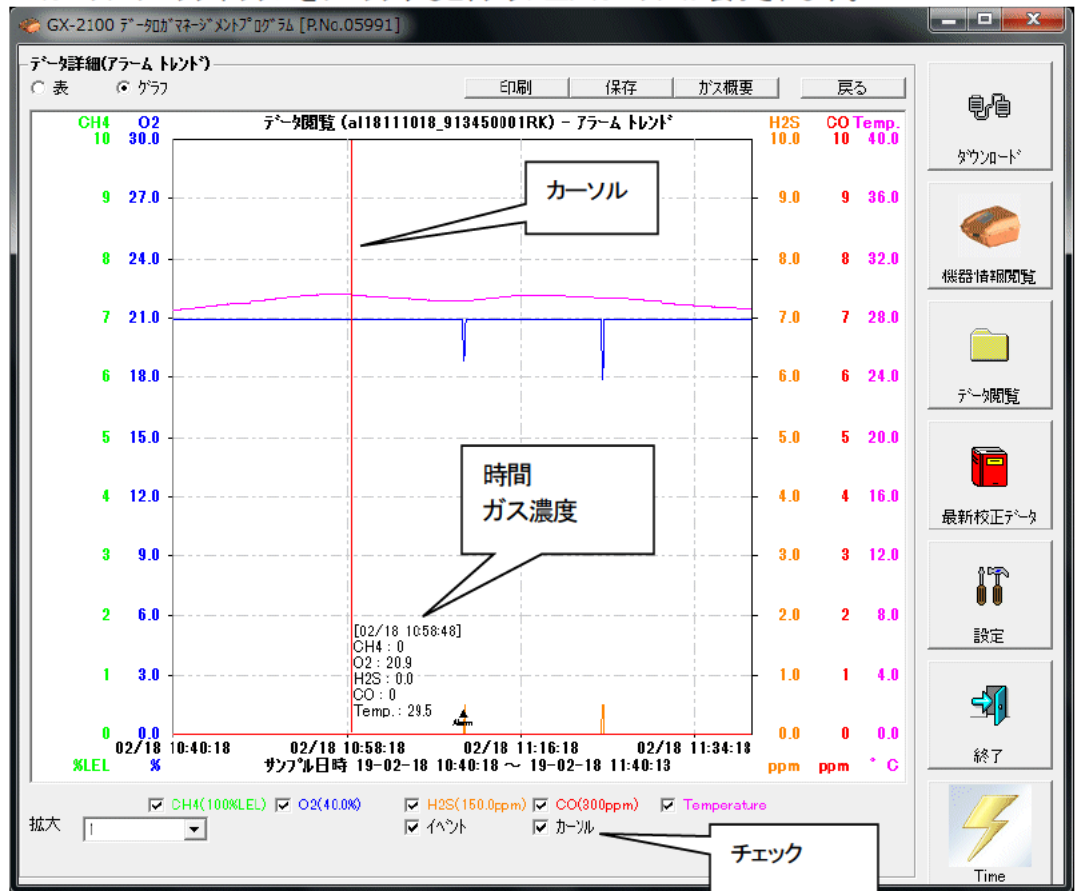 GX-2100 ﾃﾞｰﾀﾛｶﾞﾏﾈｰｼﾞﾒﾝﾄﾌﾟﾛｸﾞﾗﾑ [P.No.05991]
ﾃﾞｰﾀ詳細(ｱﾗｰﾑ ﾄﾚﾝﾄﾞ)
表 ｸﾞﾗﾌ 印刷 保存 ｶﾞｽ概要 戻る
CH4 O2 ﾃﾞｰﾀ閲覧 (al18111018_913450001RK) - ｱﾗｰﾑ ﾄﾚﾝﾄﾞ H2S CO Temp.
10 30.0 10.0 10 40.0
9 27.0 9.0 9 36.0
8 24.0 8.0 8 32.0
7 21.0 7.0 7 28.0
6 18.0 6.0 6 24.0
5 15.0 5.0 5 20.0
4 12.0 4.0 4 16.0
3 9.0 3.0 3 12.0
2 6.0 2.0 2 8.0
1 3.0 1.0 1 4.0
0 0.0 0.0 0 0.0
カーソル
時間
ガス濃度
[02/18 10:58:48]
CH4 : 0
O2 : 20.9
H2S : 0.0
CO : 0
Temp. : 29.5
Alarm
02/18 10:40:18 02/18 10:58:18 02/18 11:16:18 02/18 11:34:18
%LEL % ｻﾝﾌﾟﾙ日時 19-02-18 10:40:18 ～ 19-02-18 11:40:13 ppm ppm ° C
CH4(100%LEL) O2(40.0%) H2S(150.0ppm) CO(300ppm) Temperature
拡大 1 ｲﾍﾞﾝﾄ ｶｰｿﾙ
チェック
ﾀﾞｳﾝﾛｰﾄﾞ
機器情報閲覧
ﾃﾞｰﾀ閲覧
最新校正ﾃﾞｰﾀ
設定
終了
Time